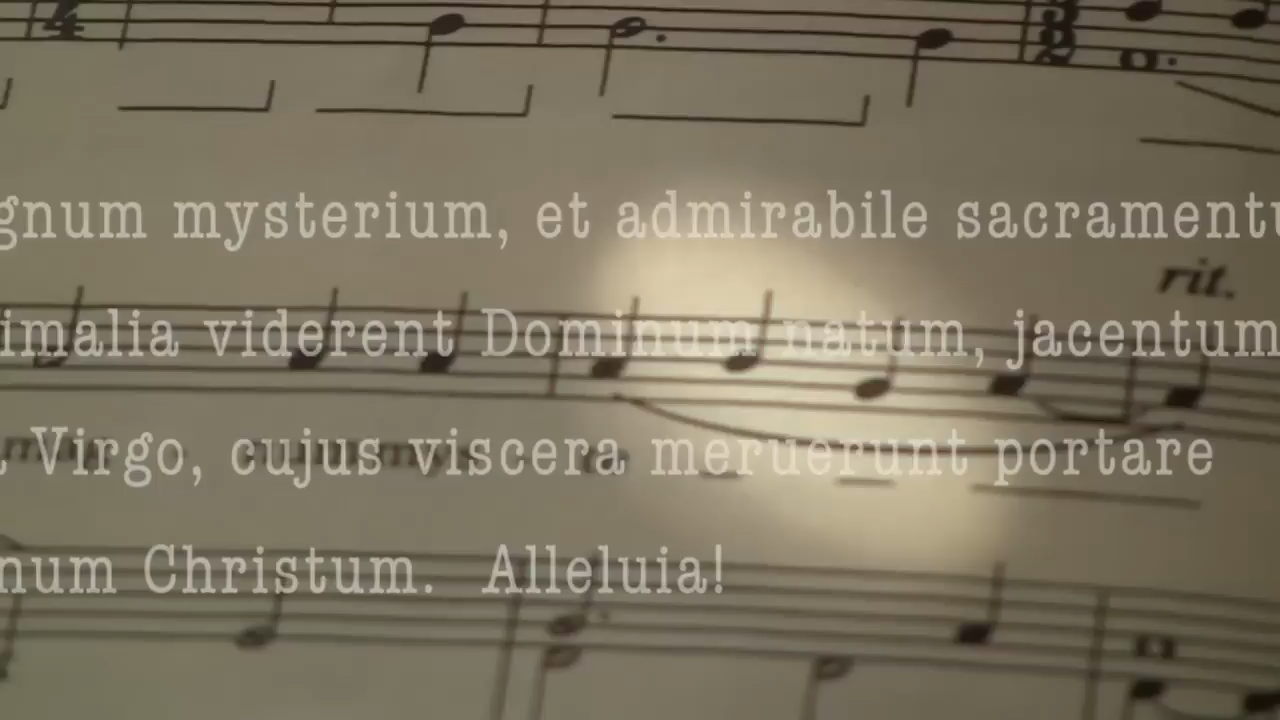 gnum mysterium, et admirabile sacramentu
rit.
imalia viderent Dominum natum, jacentum
Virgo, cujus viscera meruerunt portare
num Christum. Alleluia!